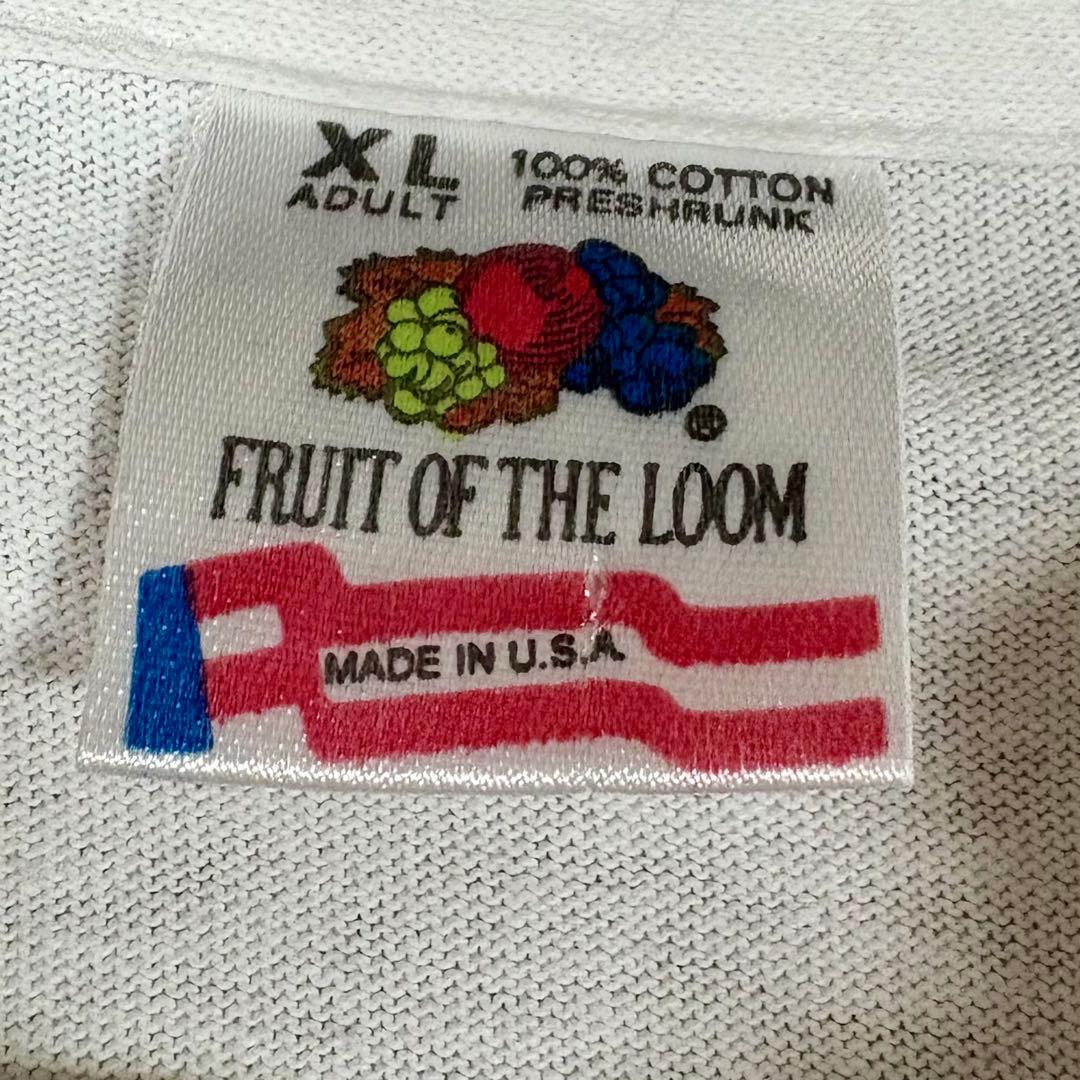 XL
ADULT
100% COTTON
PRESHRUNK
®
FRUIT OF THE LOOM
MADE IN U.S.A.